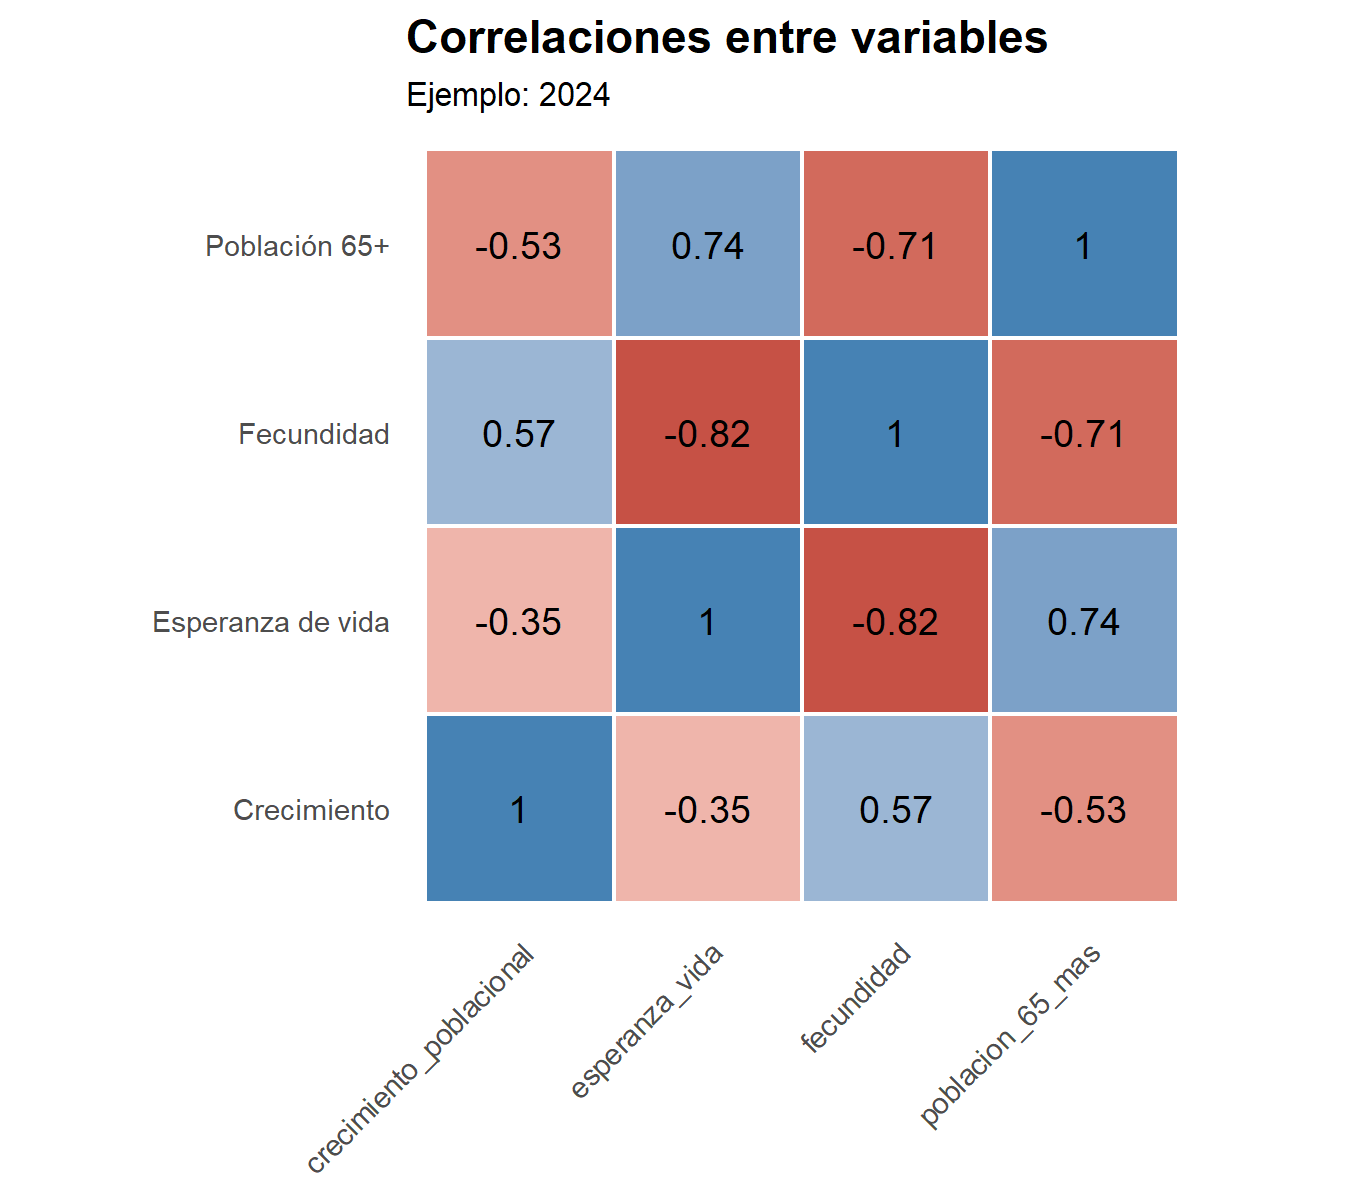 Correlaciones entre variables
Ejemplo: 2024
Población 65+ -0.53 0.74 -0.71 1
Fecundidad 0.57 -0.82 1 -0.71
Esperanza de vida -0.35 1 -0.82 0.74
Crecimiento 1 -0.35 0.57 -0.53
crecimiento_poblacional esperanza_vida fecundidad poblacion_65_mas